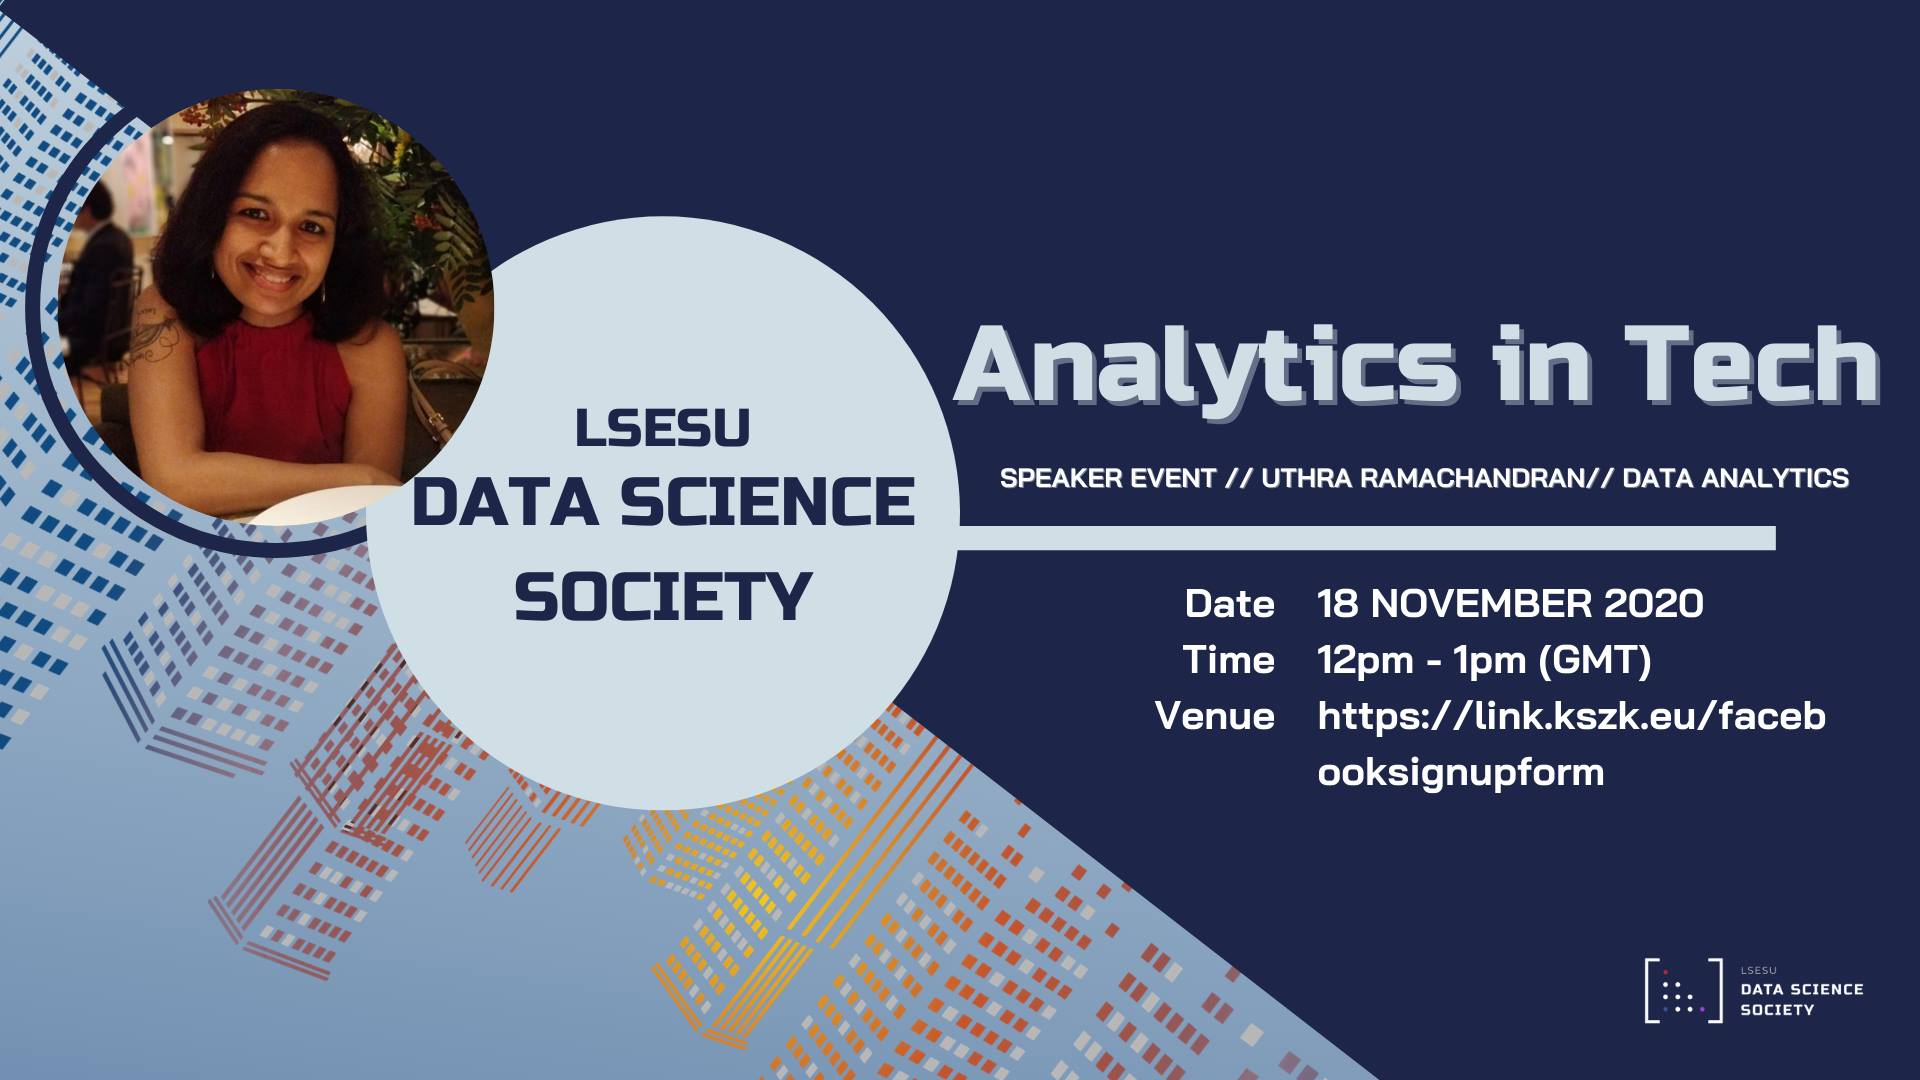 LSESU
DATA SCIENCE
SOCIETY
Analytics in Tech
SPEAKER EVENT // UTHRA RAMACHANDRAN// DATA ANALYTICS
Date 18 NOVEMBER 2020
Time 12pm - 1pm (GMT)
Venue https://link.kszk.eu/faceb
ooksignupform
LSESU
DATA SCIENCE
SOCIETY